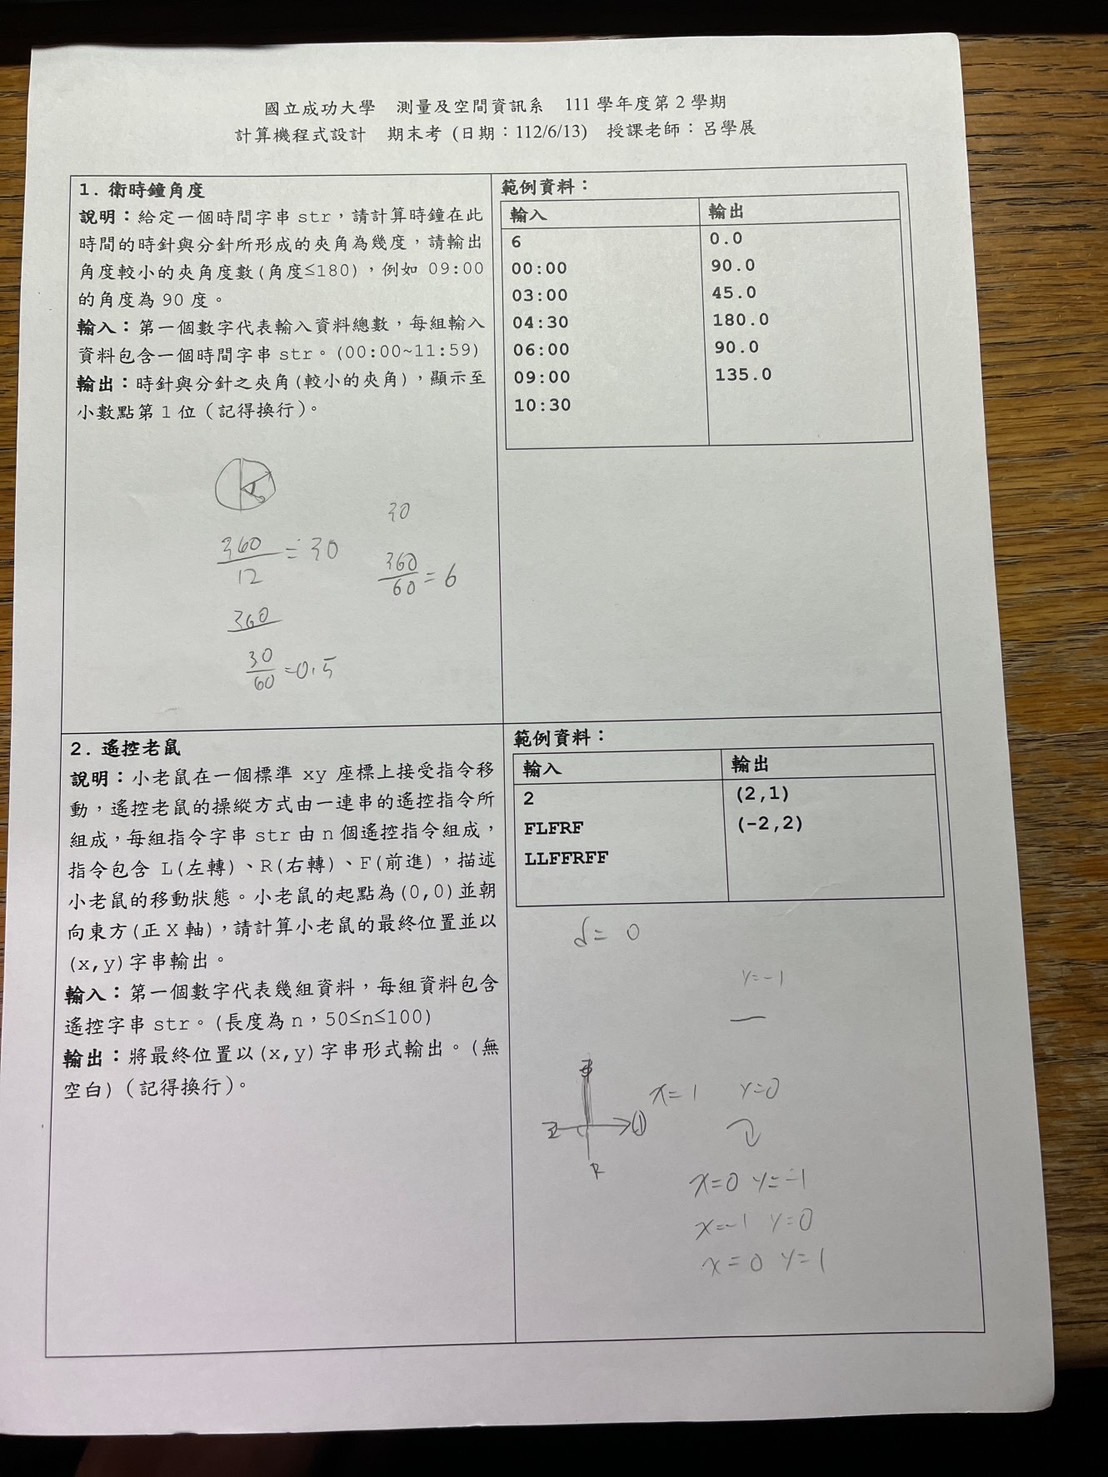 國立成功大學 測量及空間資訊系 111 學年度第 2 學期
計算機程式設計 期末考 (日期：112/6/13) 授課老師：呂學展
1. 衛時鐘角度
說明：給定一個時間字串 str，請計算時鐘在此
時間的時針與分針所形成的夾角為幾度，請輸出
角度較小的夾角度數(角度≤180)，例如 09:00
的角度為 90 度。
輸入：第一個數字代表輸入資料總數，每組輸入
資料包含一個時間字串 str。(00:00~11:59)
輸出：時針與分針之夾角(較小的夾角)，顯示至
小數點第 1 位（記得換行)。
360
12
=30
360
30
60
=0.5
30
360
60
=6
範例資料：
輸入 輸出
6 0.0
00:00 90.0
03:00 45.0
04:30 180.0
06:00 90.0
09:00 135.0
10:30
2. 遙控老鼠
說明：小老鼠在一個標準 xy 座標上接受指令移
動，遙控老鼠的操縱方式由一連串的遙控指令所
組成，每組指令字串 str 由 n 個遙控指令組成，
指令包含 L(左轉)、R(右轉)、F(前進)，描述
小老鼠的移動狀態。小老鼠的起點為(0,0)並朝
向東方(正 X 軸)，請計算小老鼠的最終位置並以
(x,y)字串輸出。
輸入：第一個數字代表幾組資料，每組資料包含
遙控字串 str。(長度為 n，50≤n≤100)
輸出：將最終位置以(x,y)字串形式輸出。(無
空白)（記得換行)。
範例資料：
輸入 輸出
2 (2,1)
FLFRF (-2,2)
LLFFRFF
d= 0
y=-1
x=1 y=0
x=0 y=-1
x=-1 y=0
x=0 y=1